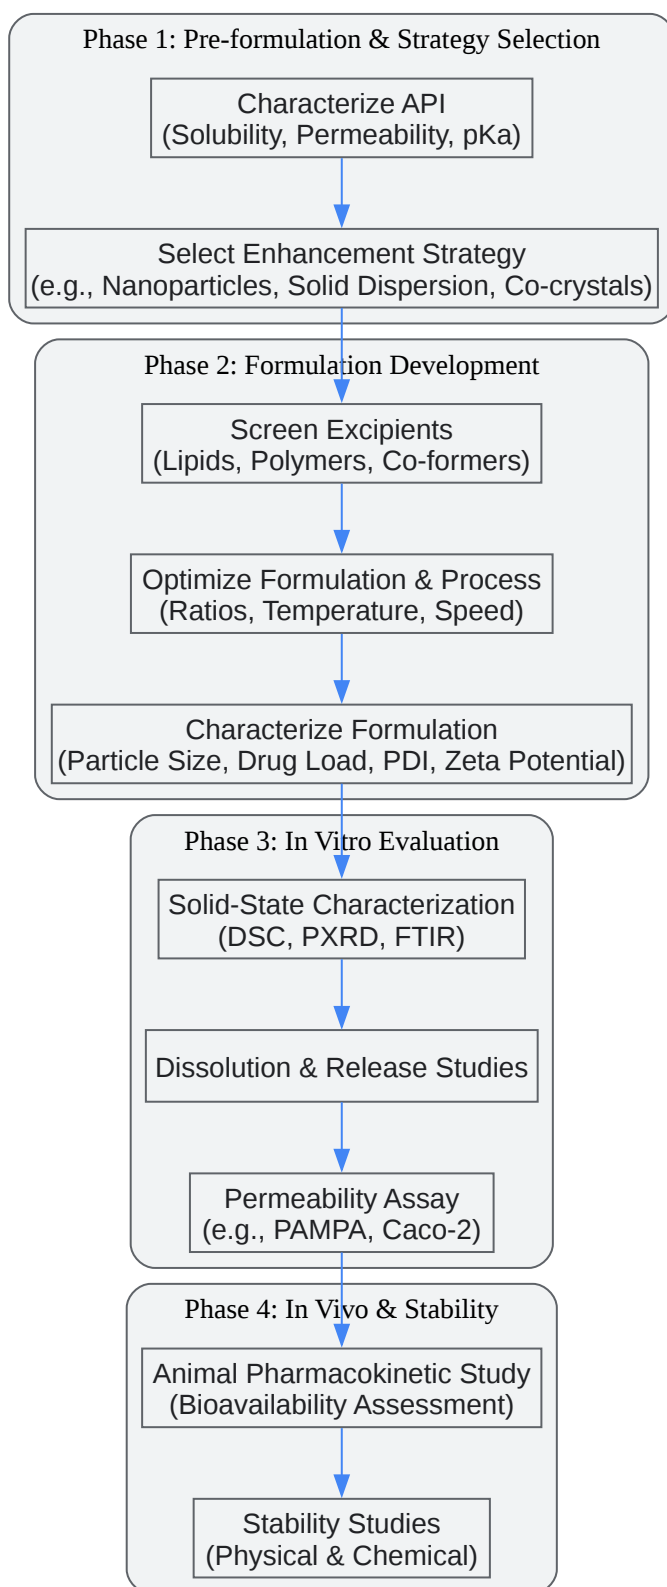 Phase 1: Pre-formulation & Strategy Selection
Characterize API
(Solubility, Permeability, pKa)
Select Enhancement Strategy
(e.g., Nanoparticles, Solid Dispersion, Co-crystals)
Phase 2: Formulation Development
Screen Excipients
(Lipids, Polymers, Co-formers)
Optimize Formulation & Process
(Ratios, Temperature, Speed)
Characterize Formulation
(Particle Size, Drug Load, PDI, Zeta Potential)
Phase 3: In Vitro Evaluation
Solid-State Characterization
(DSC, PXRD, FTIR)
Dissolution & Release Studies
Permeability Assay
(e.g., PAMPA, Caco-2)
Phase 4: In Vivo & Stability
Animal Pharmacokinetic Study
(Bioavailability Assessment)
Stability Studies
(Physical & Chemical)